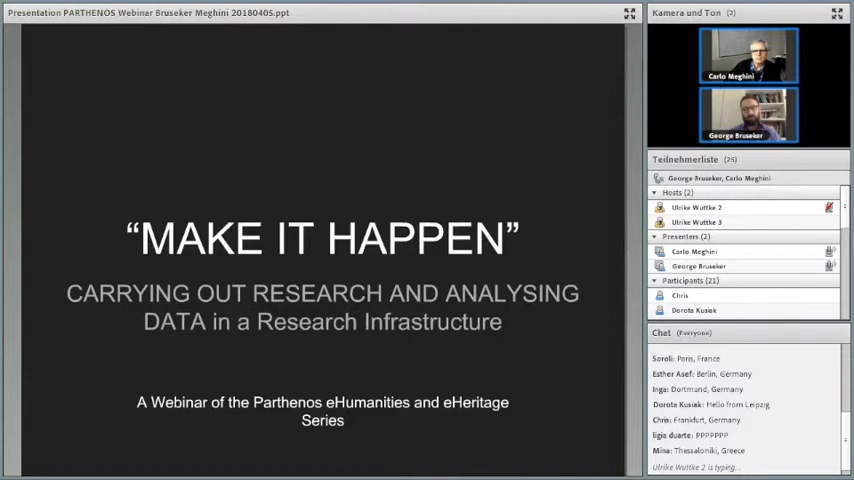 Presentation PARTHENOS Webinar Bruseker Meghini 20180405.ppt
“MAKE IT HAPPEN”
CARRYING OUT RESEARCH AND ANALYSING
DATA in a Research Infrastructure
A Webinar of the Parthenos eHumanities and eHeritage
Series
Kamera und Ton (2)
Carlo Meghini
George Bruseker
Teilnehmerliste (25)
George Bruseker, Carlo Meghini
Hosts (2)
Ulrike Wuttke 2
Ulrike Wuttke 3
Presenters (2)
Carlo Meghini
George Bruseker
Participants (21)
Chris
Dorota Kusiak
Chat (Everyone)
Soroli: Paris, France
Esther Asef: Berlin, Germany
Inga: Dortmund, Germany
Dorota Kusiak: Hello from Leipzig
Chris: Frankfurt, Germany
ligia duarte: PPPPPPP
Mina: Thessaloniki, Greece
Ulrike Wuttke 2 is typing...